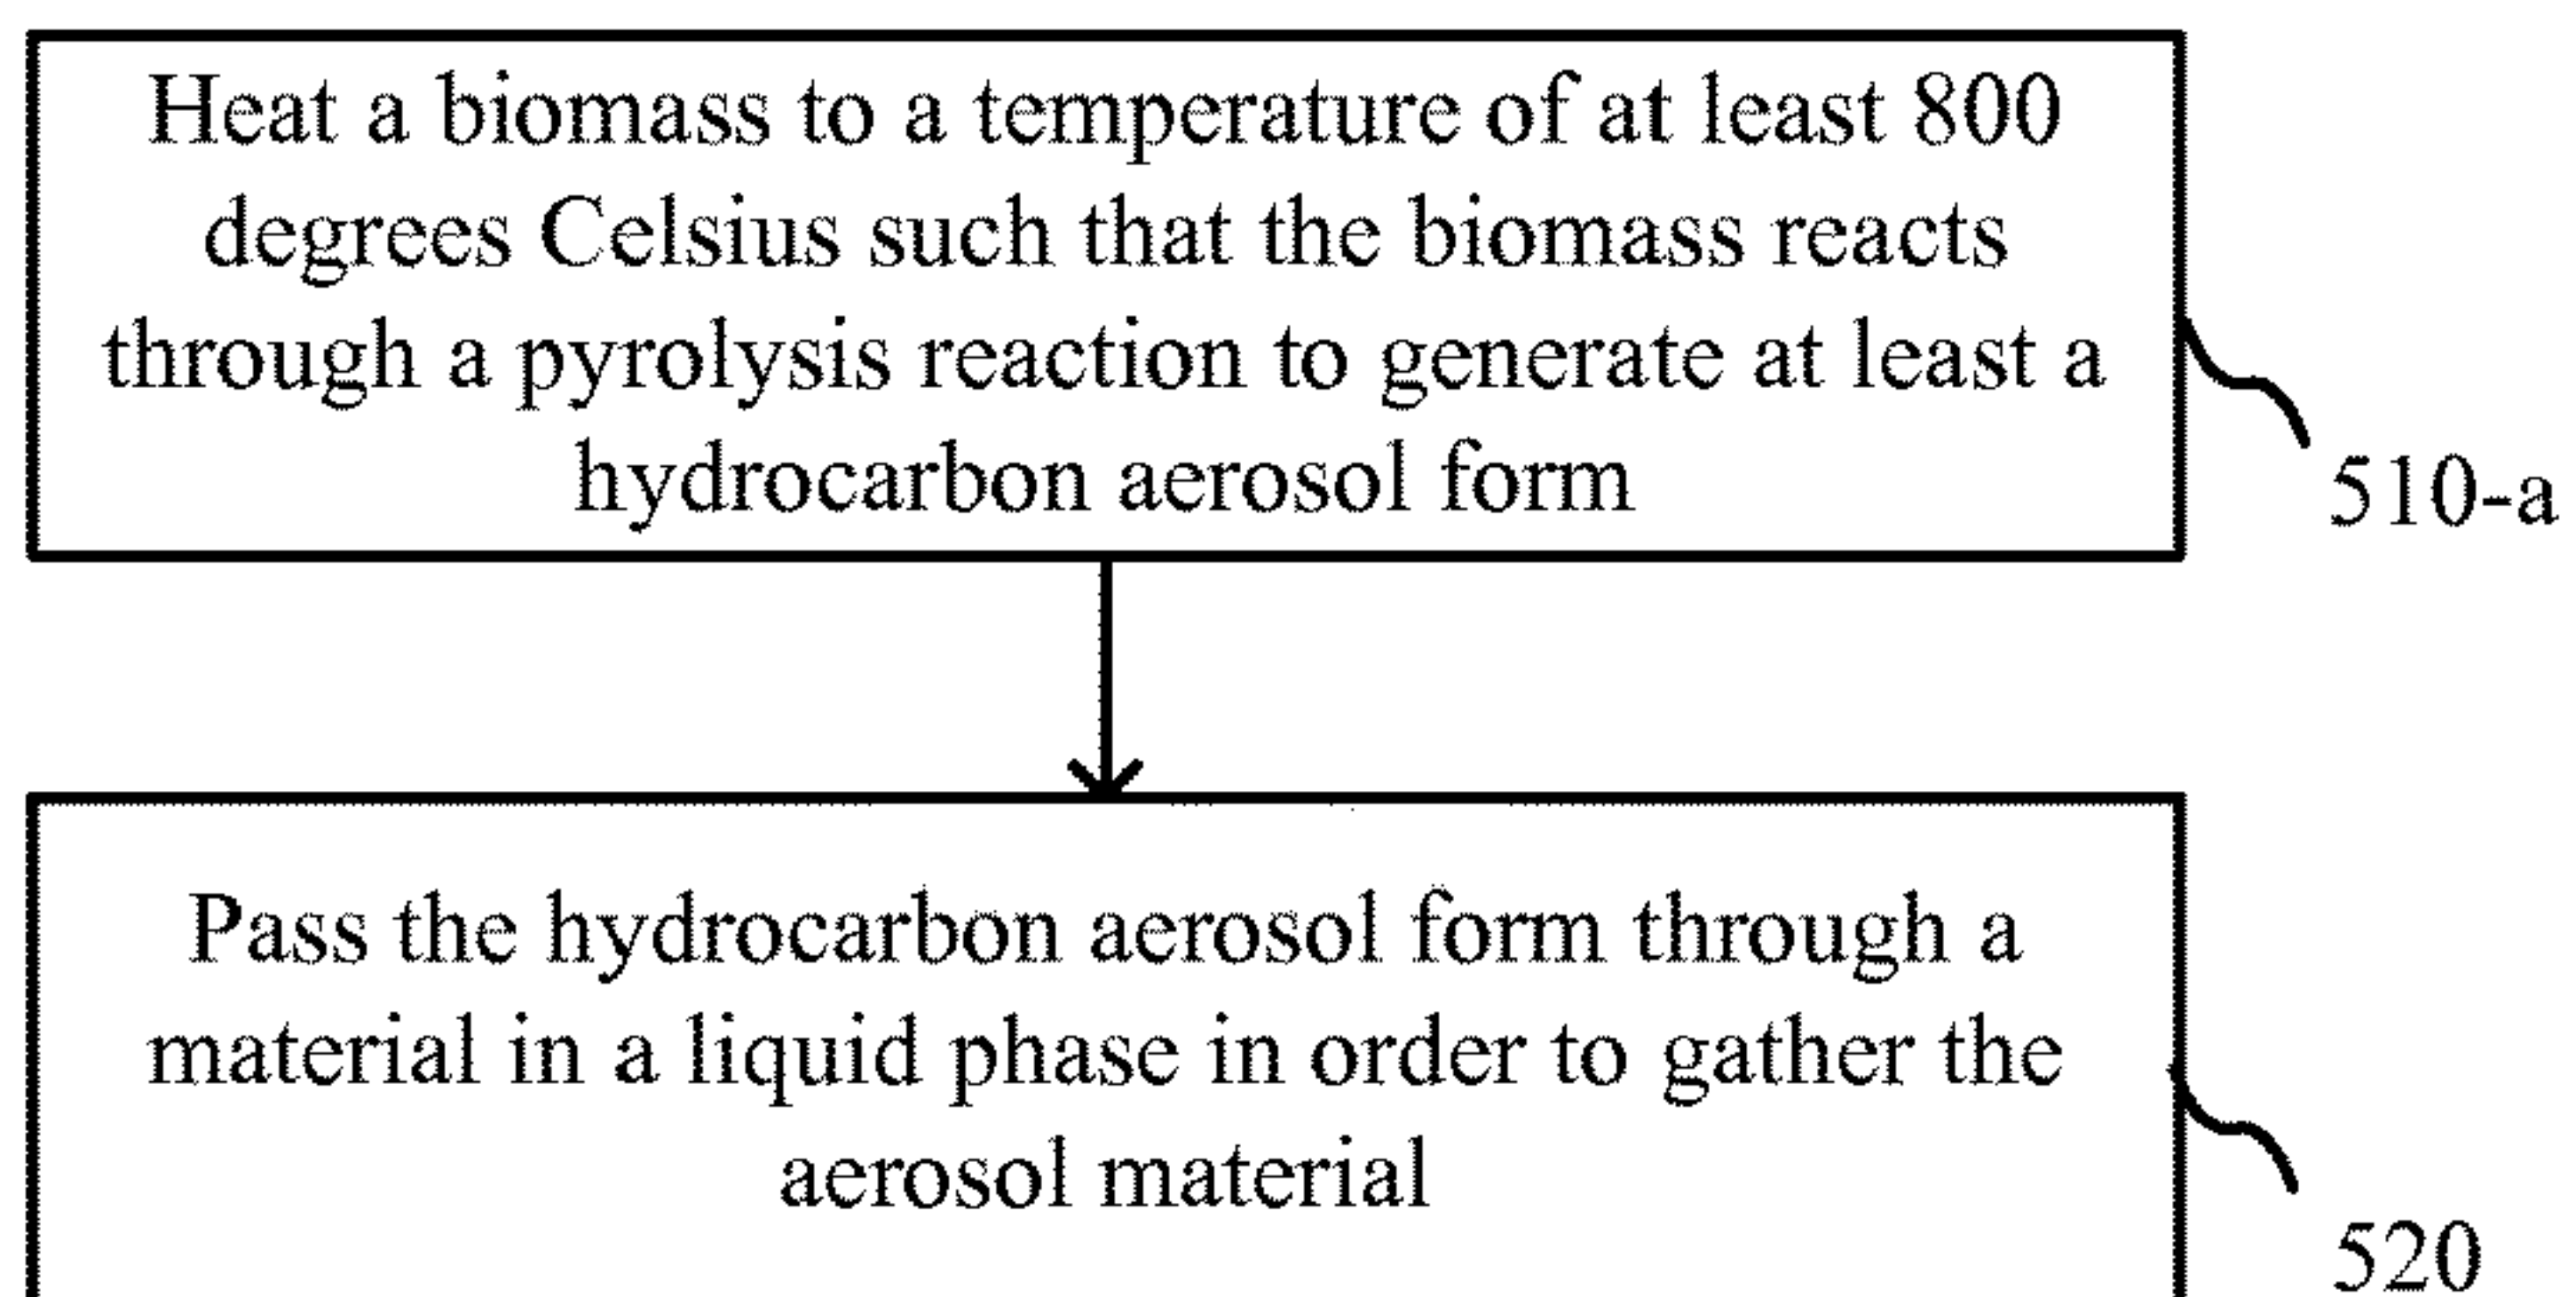 Heat a biomass to a temperature of at least 800
degrees Celsius such that the biomass reacts
through a pyrolysis reaction to generate at least a
hydrocarbon aerosol form
510-a
Pass the hydrocarbon aerosol form through a
material in a liquid phase in order to gather the
aerosol material
520